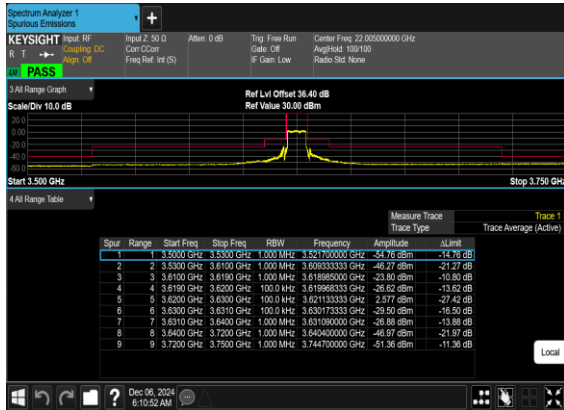 Spectrum Analyzer 1
Spurious Emissions
+
KEYSIGHT Input: RF Input Z: 50 Ω Atten: 0 dB Trig: Free Run Center Freq: 22.005000000 GHz
R T Coupling: DC Corr CCorr Gate: Off Avg|Hold: 100/100
Align: Off Freq Ref: Int (S) IF Gain: Low Radio Std: None
PASS
3 All Range Graph
Ref Lvl Offset 36.40 dB
Scale/Div 10.0 dB Ref Value 30.00 dBm
20.0
0.00
-20.0
-40.0
-60.0
Start 3.500 GHz Stop 3.750 GHz
4 All Range Table
Measure Trace Trace 1
Trace Type Trace Average (Active)
Spur Range Start Freq Stop Freq RBW Frequency Amplitude ΔLimit
1 1 3.5000 GHz 3.5300 GHz 1.000 MHz 3.521700000 GHz -54.76 dBm -14.76 dB
2 2 3.5300 GHz 3.6100 GHz 1.000 MHz 3.609333333 GHz -46.27 dBm -21.27 dB
3 3 3.6100 GHz 3.6190 GHz 1.000 MHz 3.618985000 GHz -23.80 dBm -10.80 dB
4 4 3.6190 GHz 3.6200 GHz 100.0 kHz 3.619968333 GHz -26.62 dBm -13.62 dB
5 5 3.6200 GHz 3.6300 GHz 100.0 kHz 3.621133333 GHz 2.577 dBm -27.42 dB
6 6 3.6300 GHz 3.6310 GHz 100.0 kHz 3.630173333 GHz -29.50 dBm -16.50 dB
7 7 3.6310 GHz 3.6400 GHz 1.000 MHz 3.631090000 GHz -26.88 dBm -13.88 dB
8 8 3.6400 GHz 3.7200 GHz 1.000 MHz 3.640400000 GHz -46.97 dBm -21.97 dB
9 9 3.7200 GHz 3.7500 GHz 1.000 MHz 3.744700000 GHz -51.36 dBm -11.36 dB
Local
? Dec 06, 2024
6:10:52 AM